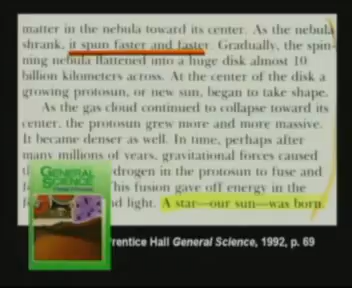 matter in the nebula toward its center. As the nebula
shrank, it spun faster and faster. Gradually, the spin-
ning nebula flattened into a huge disk almost 10
billion kilometers across. At the center of the disk a
growing protosun, or new sun, began to take shape.
As the gas cloud continued to collapse toward its
center, the protosun grew more and more massive.
It became denser as well. In time, perhaps after
many millions of years, gravitational forces caused
drogen in the protosun to fuse and
his fusion gave off energy in the
nd light. A star—our sun—was born.
GENERAL
SCIENCE
rentice Hall General Science, 1992, p. 69